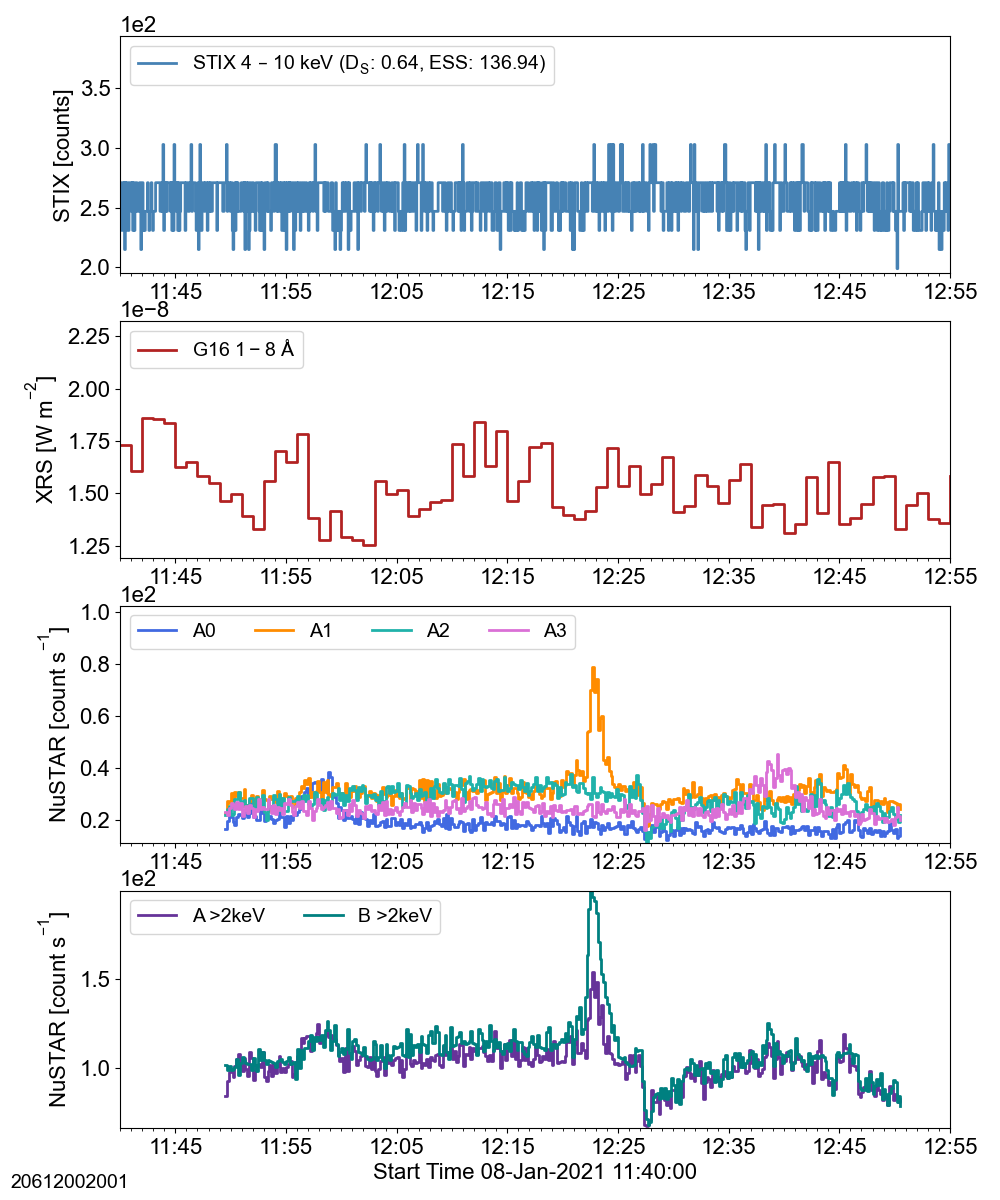 1e2
STIX 4 – 10 keV (DS: 0.64, ESS: 136.94)
STIX [counts]
3.5
3.0
2.5
2.0
11:45 11:55 12:05 12:15 12:25 12:35 12:45 12:55
1e−8
G16 1 – 8 Å
XRS [W m−2]
2.25
2.00
1.75
1.50
1.25
11:45 11:55 12:05 12:15 12:25 12:35 12:45 12:55
1e2
A0 A1 A2 A3
NuSTAR [count s−1]
1.0
0.8
0.6
0.4
0.2
11:45 11:55 12:05 12:15 12:25 12:35 12:45 12:55
1e2
A >2keV B >2keV
NuSTAR [count s−1]
1.5
1.0
11:45 11:55 12:05 12:15 12:25 12:35 12:45 12:55
Start Time 08-Jan-2021 11:40:00
20612002001